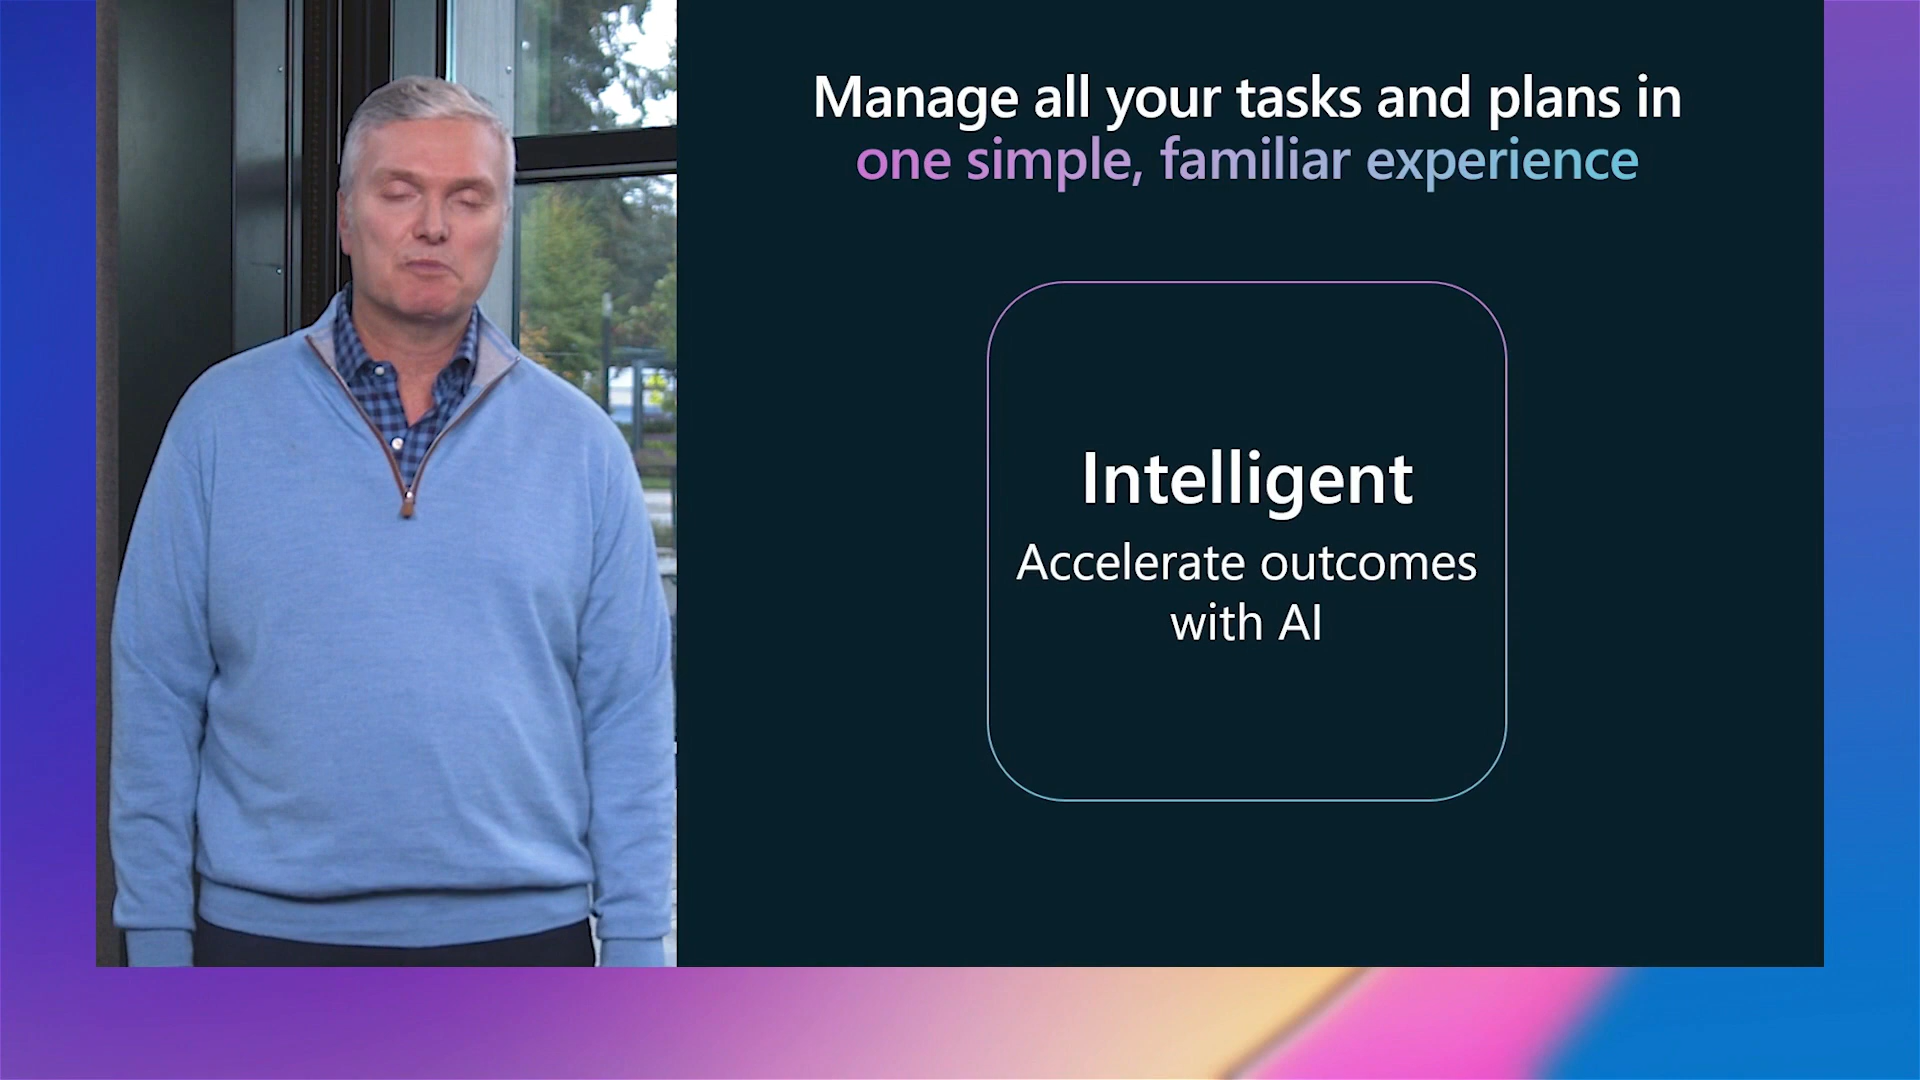 Manage all your tasks and plans in
one simple, familiar experience
Intelligent
Accelerate outcomes
with AI